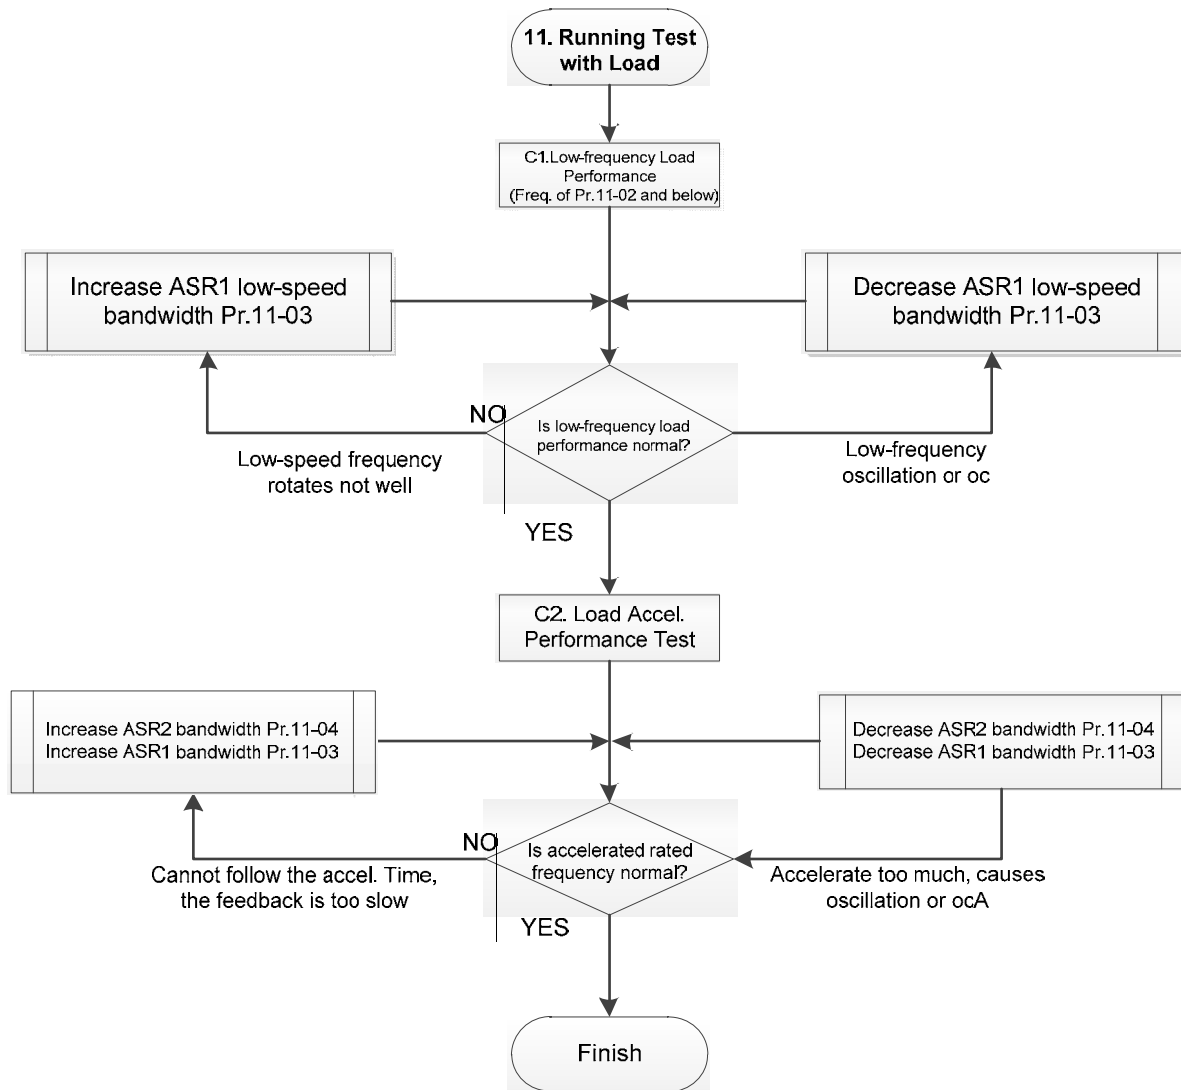 11. Running Test
with Load
C1.Low-frequency Load
Performance
(Freq. of Pr.11-02 and below)
Increase ASR1 low-speed
bandwidth Pr.11-03
Decrease ASR1 low-speed
bandwidth Pr.11-03
NO
Is low-frequency load
performance normal?
Low-speed frequency
rotates not well
Low-frequency
oscillation or oc
YES
C2. Load Accel.
Performance Test
Increase ASR2 bandwidth Pr.11-04
Increase ASR1 bandwidth Pr.11-03
Decrease ASR2 bandwidth Pr.11-04
Decrease ASR1 bandwidth Pr.11-03
NO
Is accelerated rated
frequency normal?
Cannot follow the accel. Time,
the feedback is too slow
Accelerate too much, causes
oscillation or ocA
YES
Finish